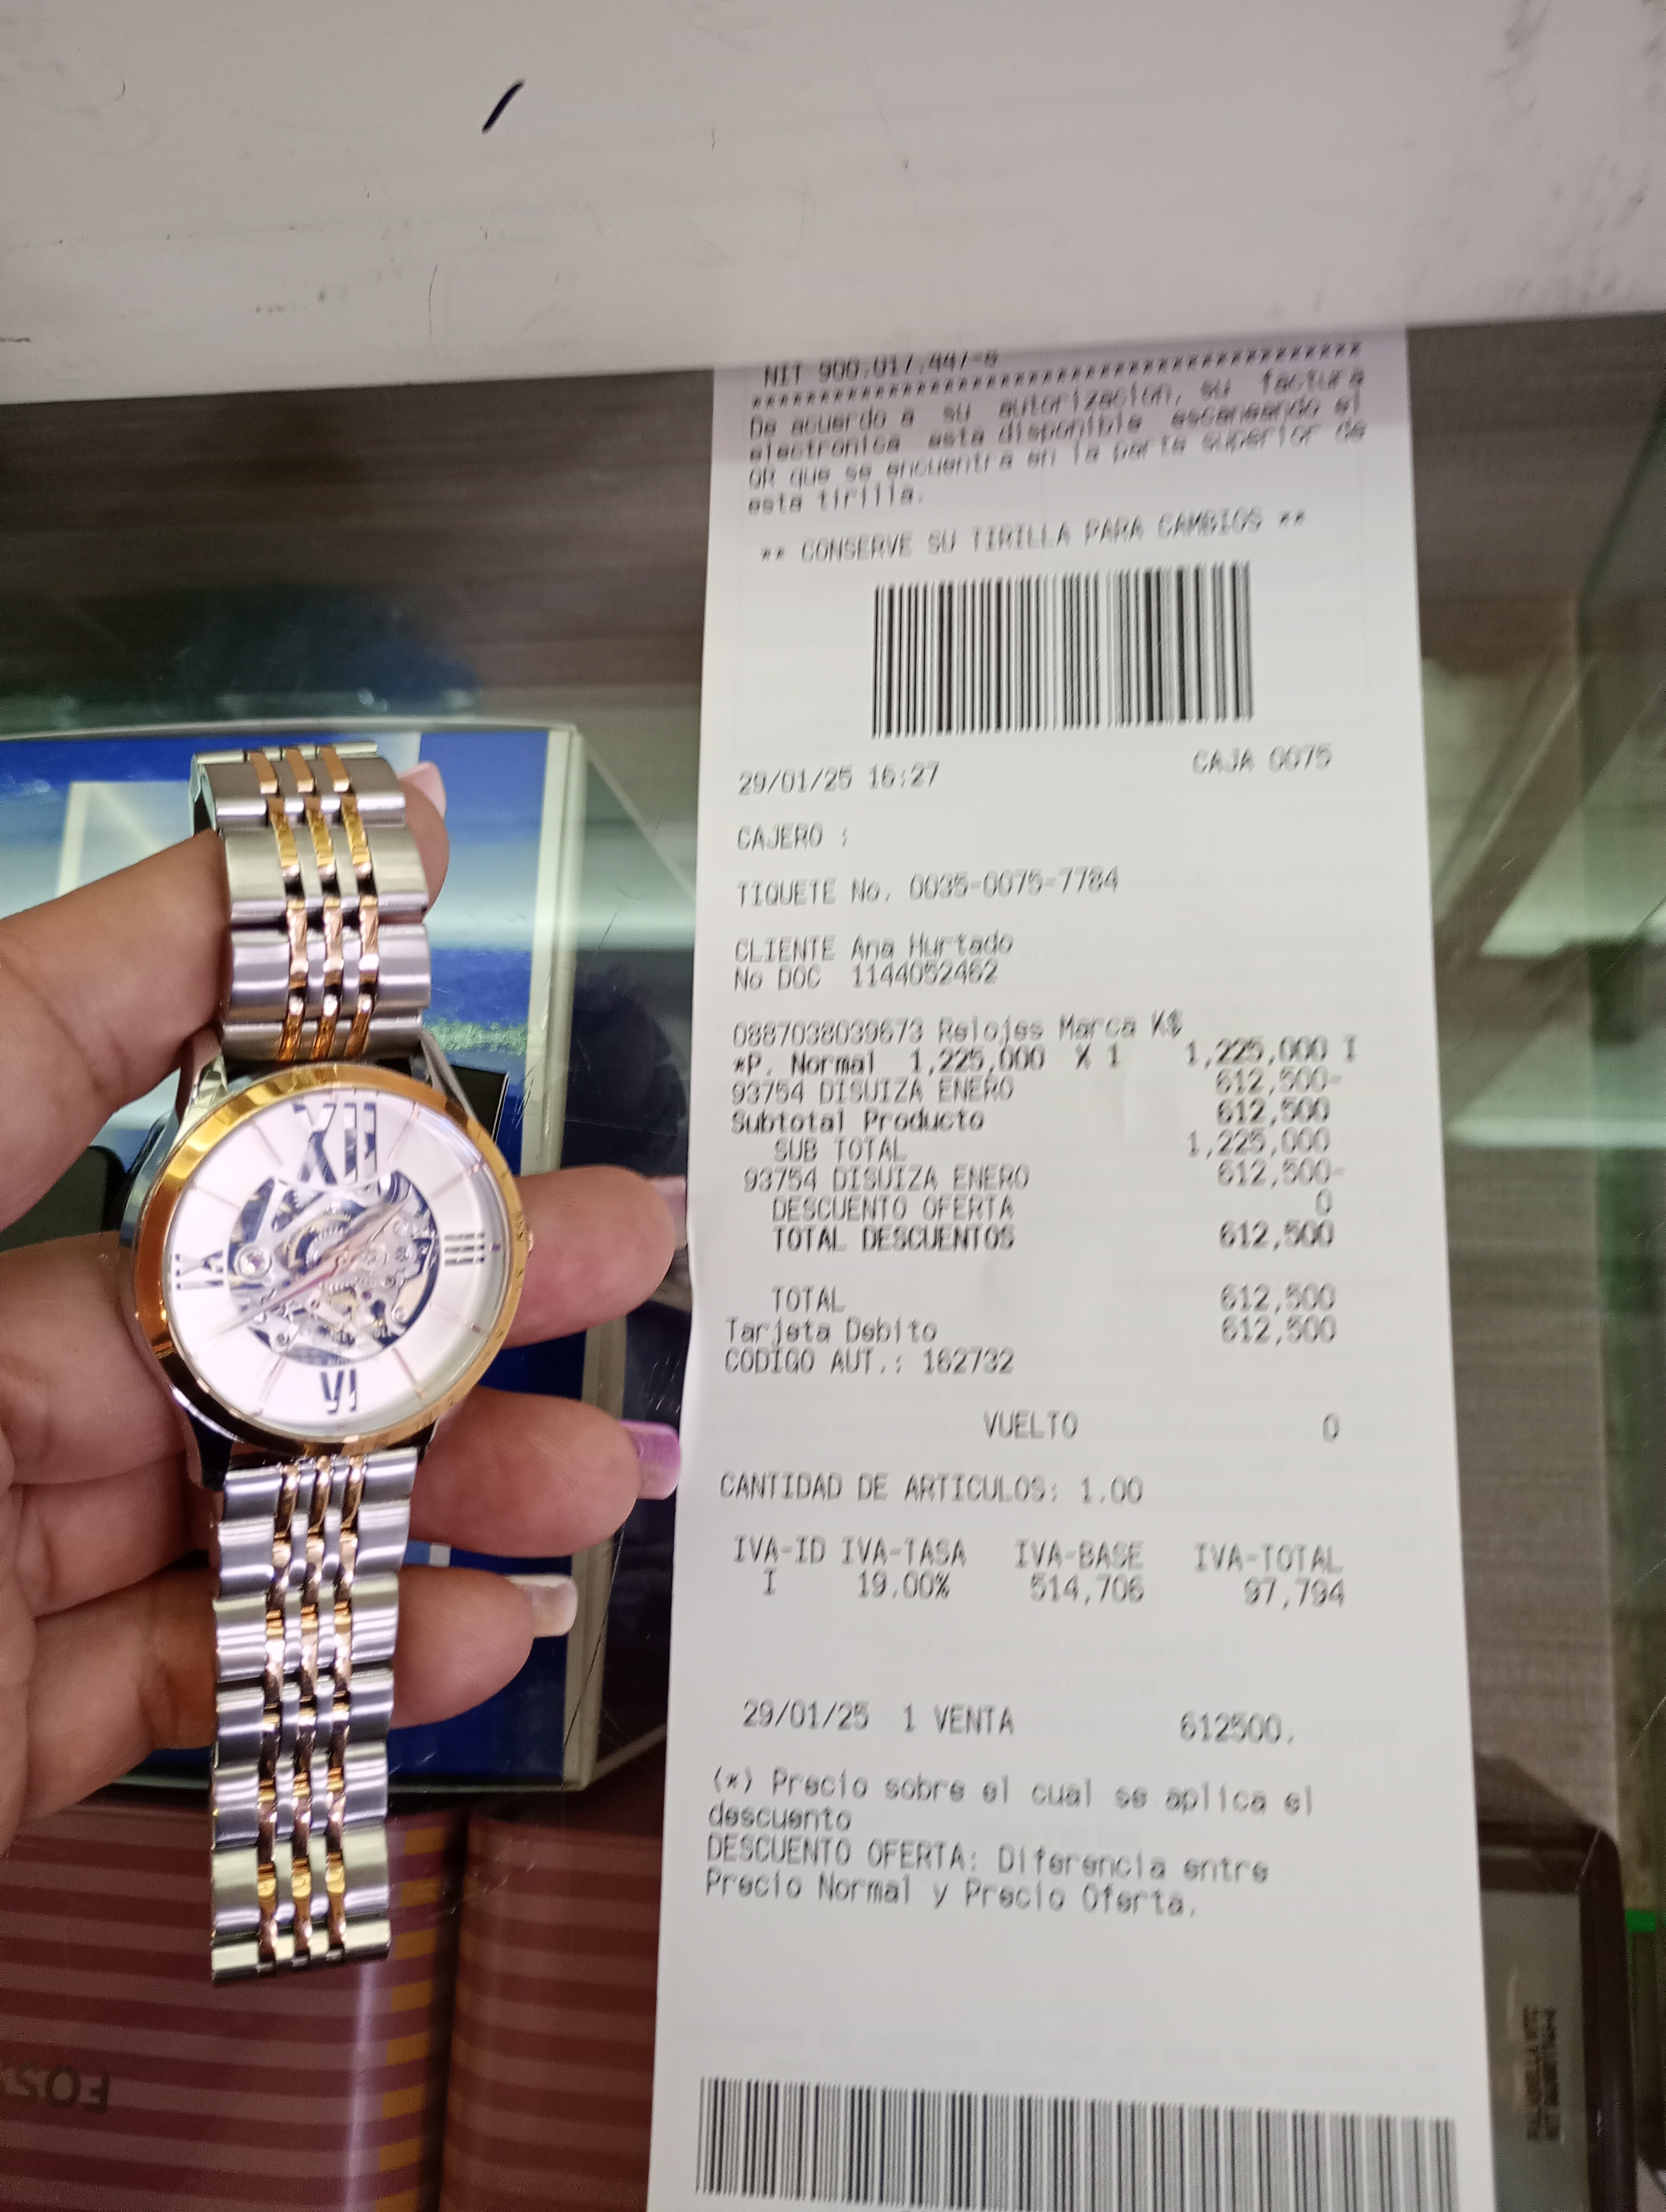 NIT 900.017.447-8
****************************************
De acuerdo a su autorizacion, su factura
electronica esta disponible escaneando el
QR que se encuentra en la parte superior de
esta tirilla.
** CONSERVE SU TIRILLA PARA CAMBIOS **
29/01/25 16:27 CAJA 0075
CAJERO :
TIQUETE No. 0035-0075-7784
CLIENTE Ana Hurtado
No DOC 1144052462
0887038039673 Relojes Marca K$
*P. Normal 1,225,000 X 1 1,225,000 I
93754 DISUIZA ENERO 612,500-
Subtotal Producto 612,500
SUB TOTAL 1,225,000
93754 DISUIZA ENERO 612,500-
DESCUENTO OFERTA 0
TOTAL DESCUENTOS 612,500
TOTAL 612,500
Tarjeta Debito 612,500
CODIGO AUT.: 162732
VUELTO 0
CANTIDAD DE ARTICULOS: 1.00
IVA-ID IVA-TASA IVA-BASE IVA-TOTAL
I 19.00% 514,706 97,794
29/01/25 1 VENTA 612500.
(*) Precio sobre el cual se aplica el
descuento
DESCUENTO OFERTA: Diferencia entre
Precio Normal y Precio Oferta.
XII
III
VI
IX
FOS